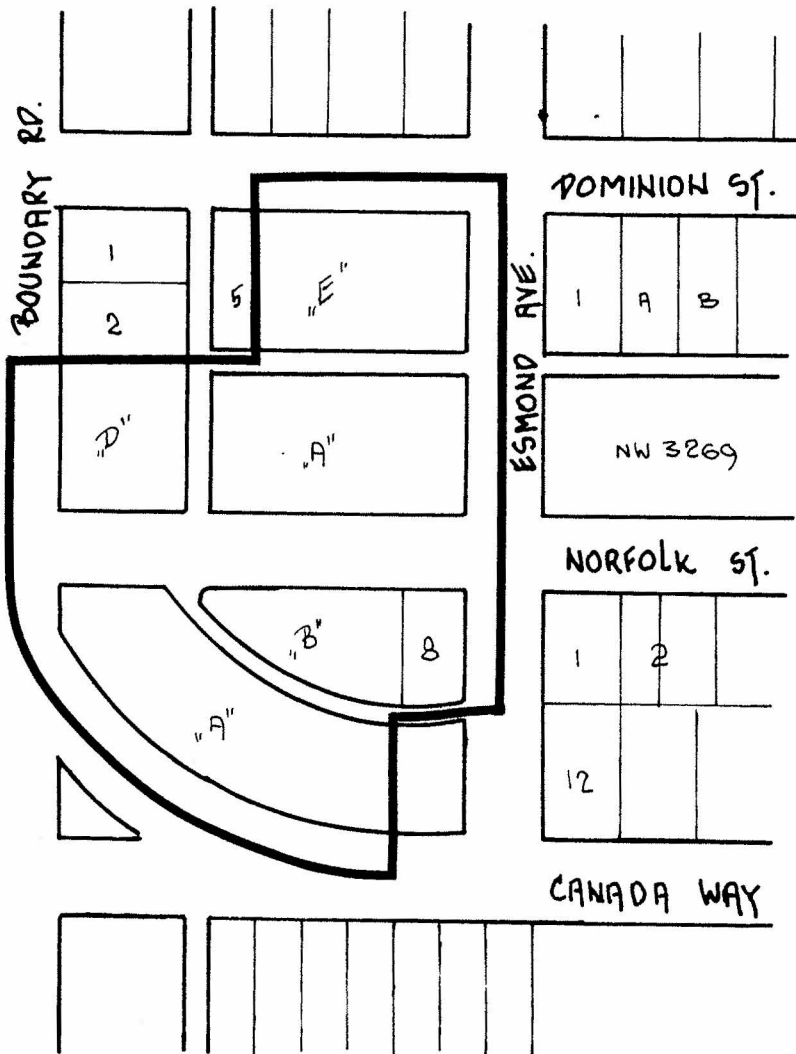 BOUNDARY RD.
DOMINION ST.
1
2
5
„E"
ESMOND AVE.
1
A
B
„D"
„A"
NW 3269
NORFOLK ST.
„B"
8
1
2
„A"
12
CANADA WAY